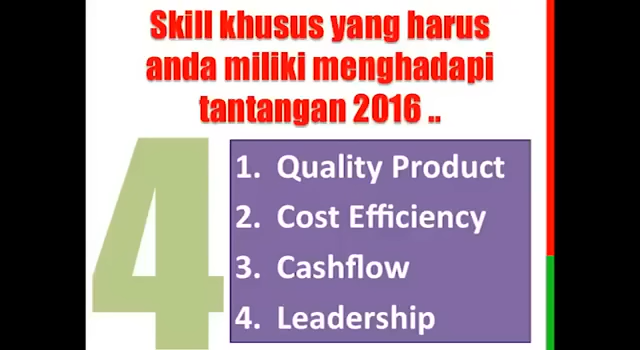 Skill khusus yang harus
anda miliki menghadapi
tantangan 2016 ..
4
1. Quality Product
2. Cost Efficiency
3. Cashflow
4. Leadership